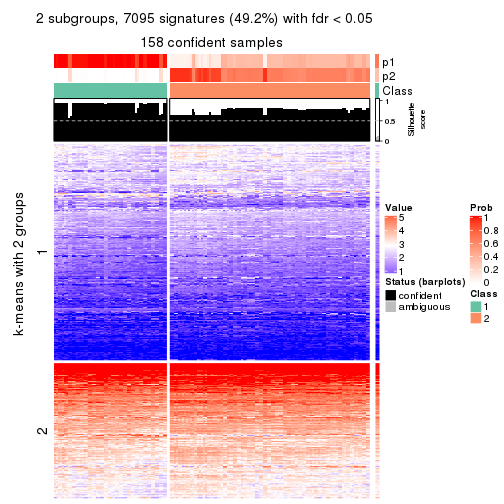 2 subgroups, 7095 signatures (49.2%) with fdr < 0.05
158 confident samples
p1
p2
Class
1
0.5
0
Silhouette
score
k-means with 2 groups
1
2
Value
5
4
3
2
1
Status (barplots)
confident
ambiguous
Prob
1
0.8
0.6
0.4
0.2
0
Class
1
2